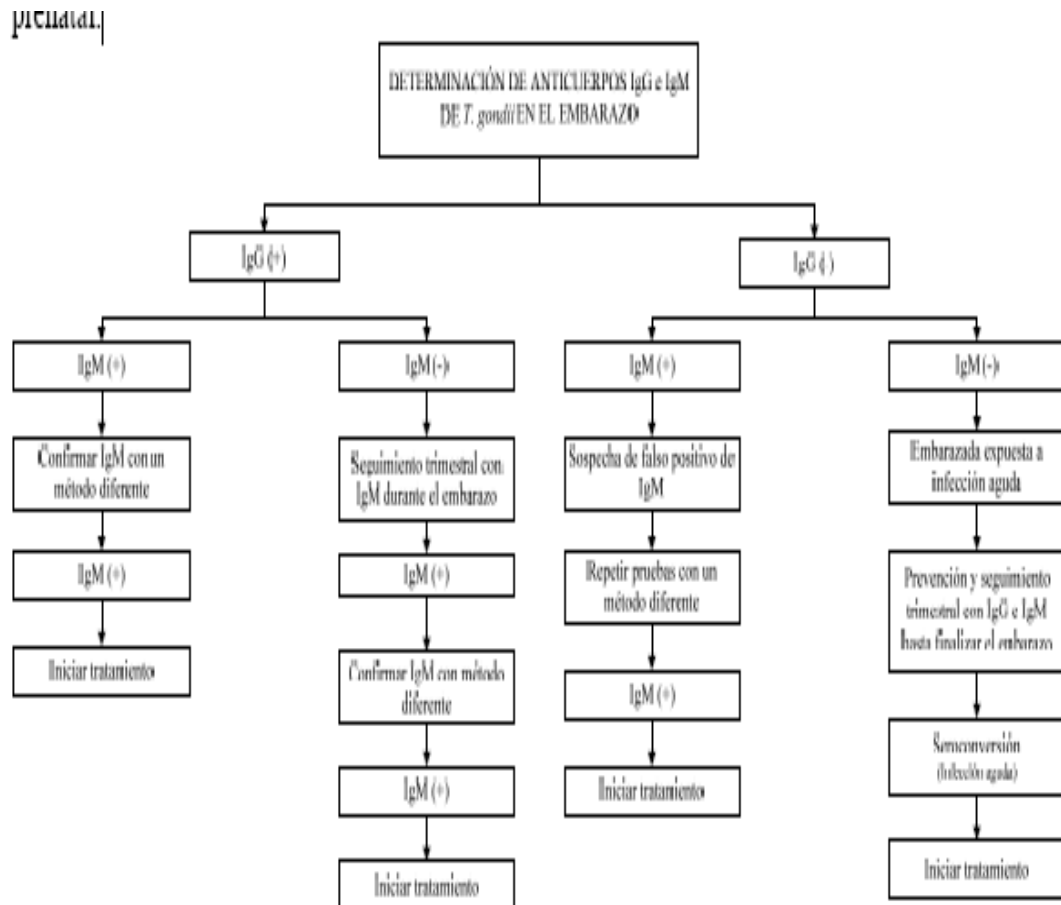 prenatal.
DETERMINACIÓN DE ANTICUERPOS IgG e IgM
DE T. gondii EN EL EMBARAZO
IgG (+)
IgG (-)
IgM (+)
IgM (-)
IgM (+)
IgM (-)
Confirmar IgM con un
método diferente
Seguimiento trimestral con
IgM durante el embarazo
Sospecha de falso positivo de
IgM
Embarazada expuesta a
infección aguda
IgM (+)
IgM (+)
Repetir pruebas con un
método diferente
Prevención y seguimiento
trimestral con IgG e IgM
hasta finalizar el embarazo
Iniciar tratamiento
Confirmar IgM con método
diferente
IgM (+)
Seroconversión
(Infección aguda)
IgM (+)
Iniciar tratamiento
Iniciar tratamiento
Iniciar tratamiento